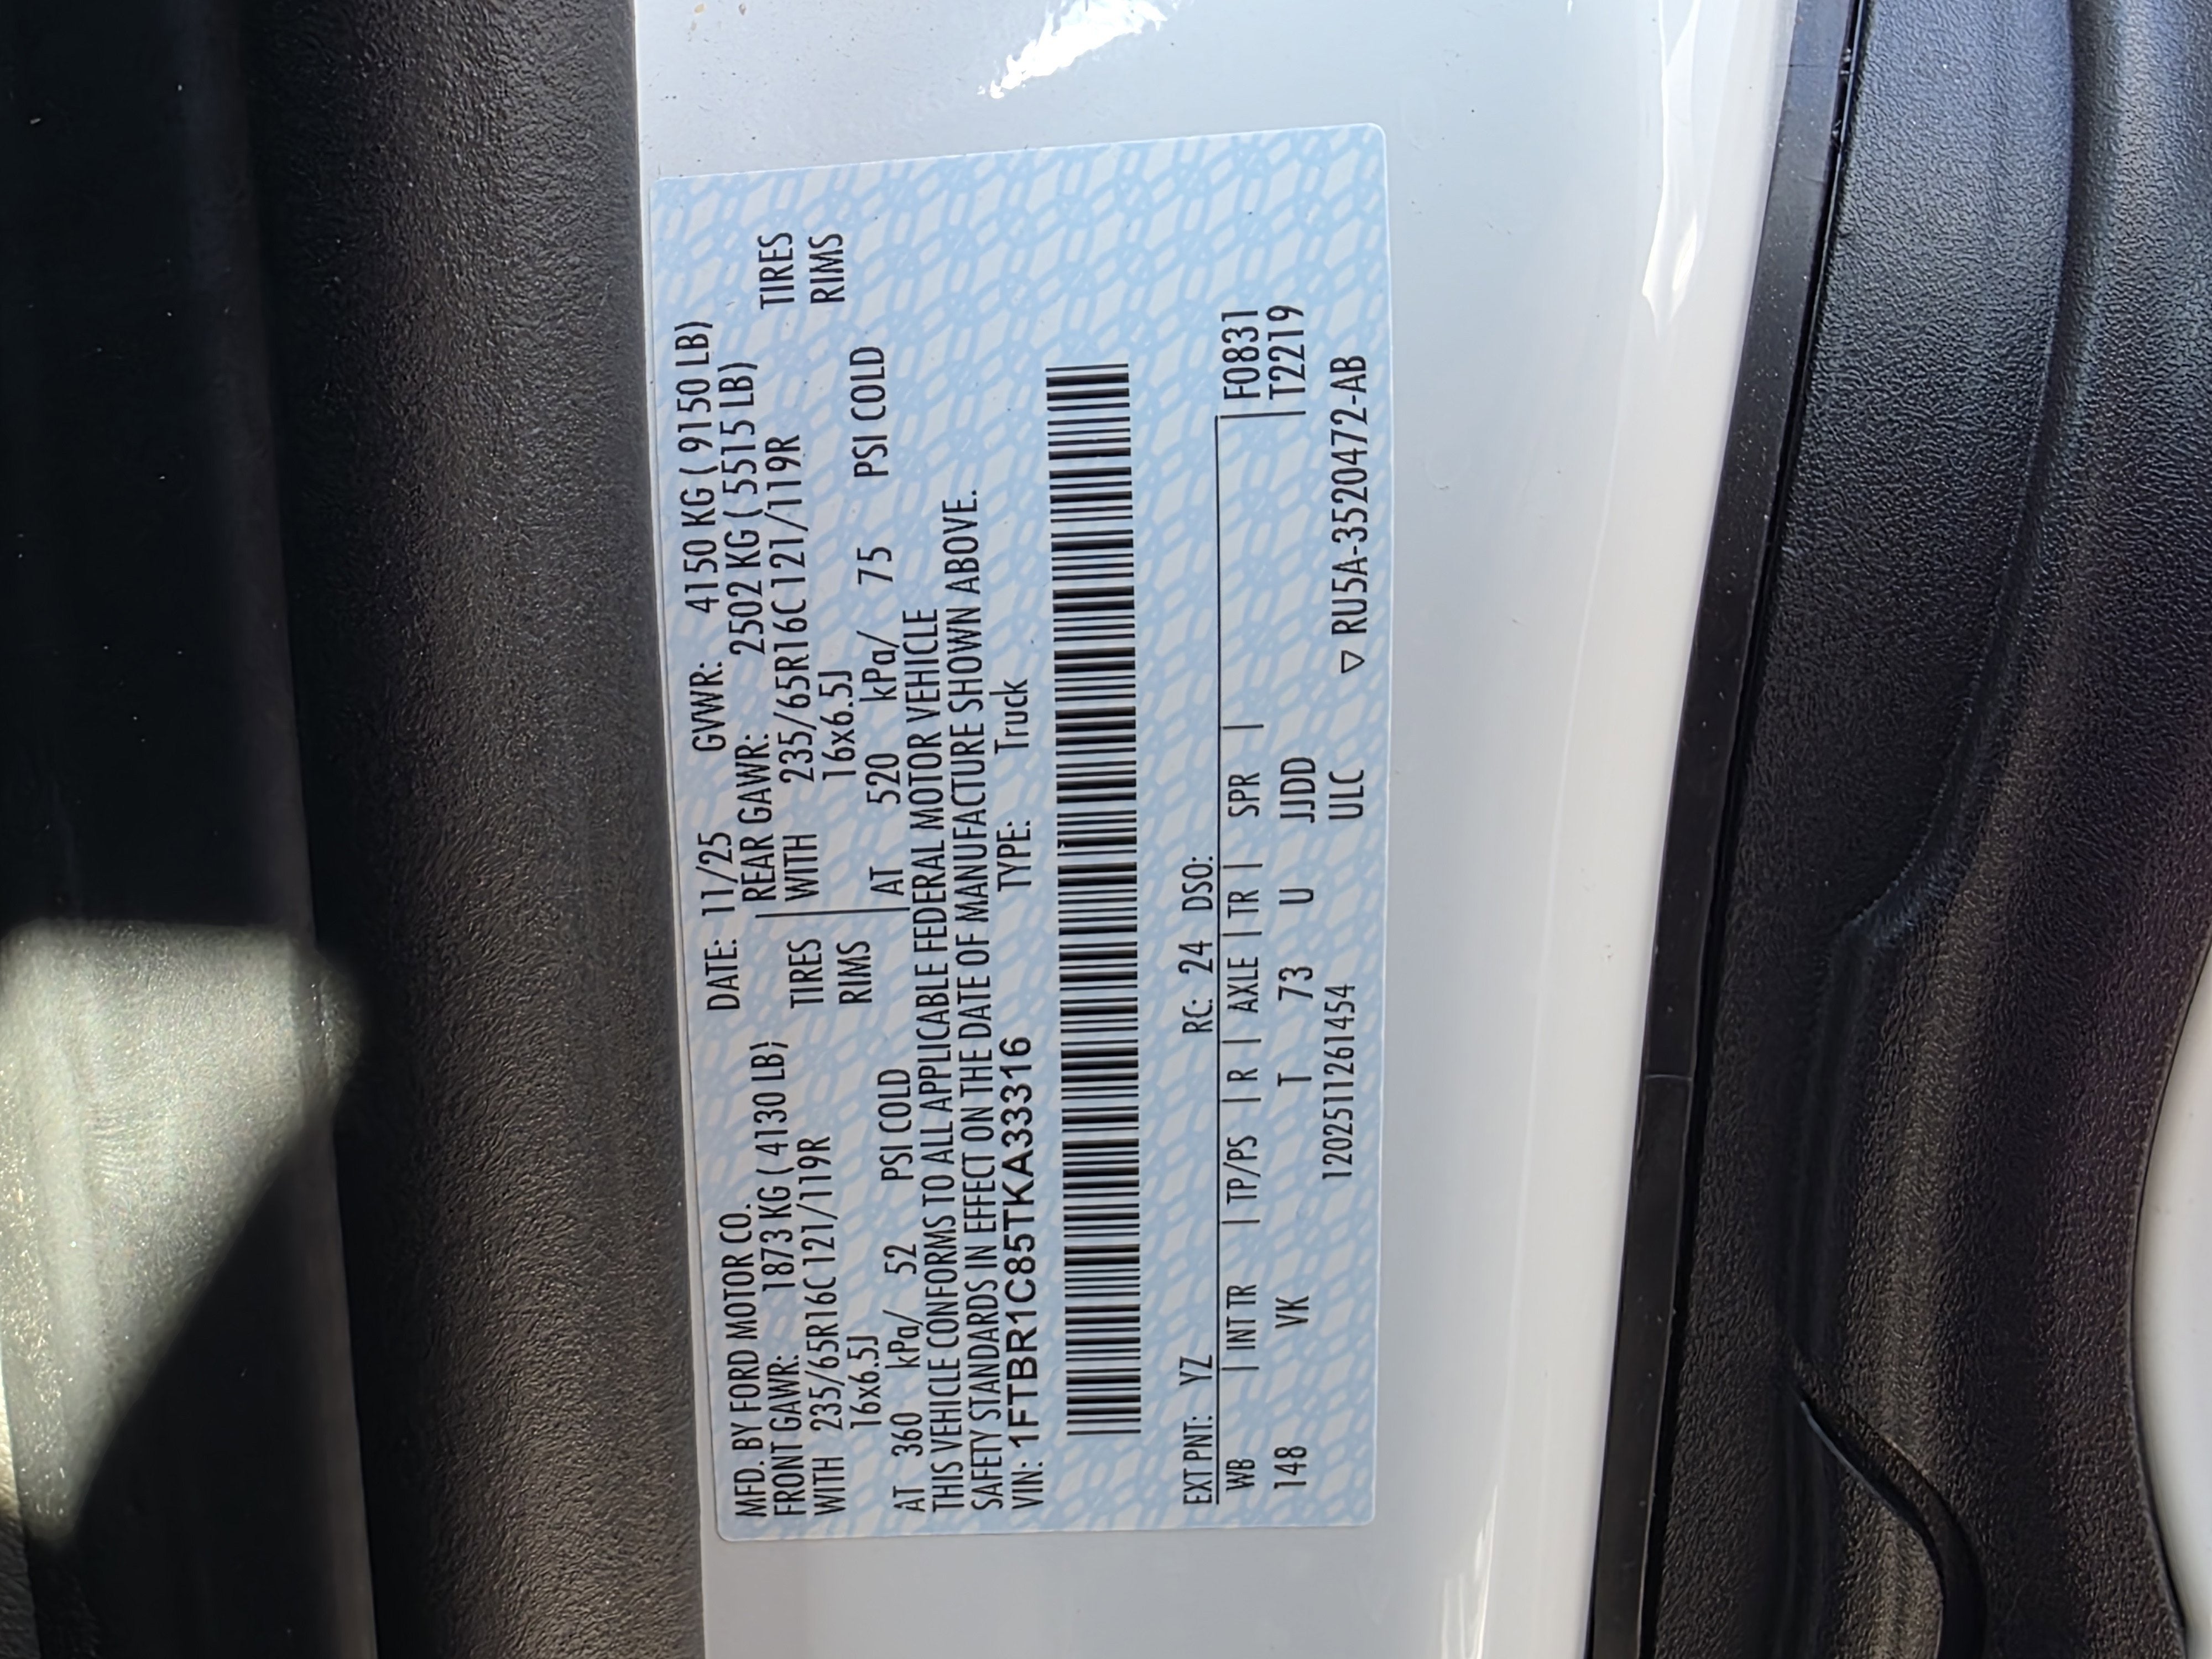 MFD. BY FORD MOTOR CO. DATE: 11/25 GVWR: 4150 KG ( 9150 LB)
FRONT GAWR: 1873 KG ( 4130 LB) REAR GAWR: 2502 KG ( 5515 LB)
WITH 235/65R16C 121/119R TIRES WITH 235/65R16C 121/119R TIRES
16x6.5J RIMS 16x6.5J RIMS
AT 360 kPa/ 52 PSI COLD AT 520 kPa/ 75 PSI COLD
THIS VEHICLE CONFORMS TO ALL APPLICABLE FEDERAL MOTOR VEHICLE
SAFETY STANDARDS IN EFFECT ON THE DATE OF MANUFACTURE SHOWN ABOVE.
VIN: 1FTBR1C85TKA33316 TYPE: Truck
EXT PNT: YZ RC: 24 DSO:
WB | INT TR | TP/PS | R | AXLE | TR | SPR | F0831
148 VK T 73 U JJDD T2219
12025112614​54 ULC ▽ RU5A-3520472-AB